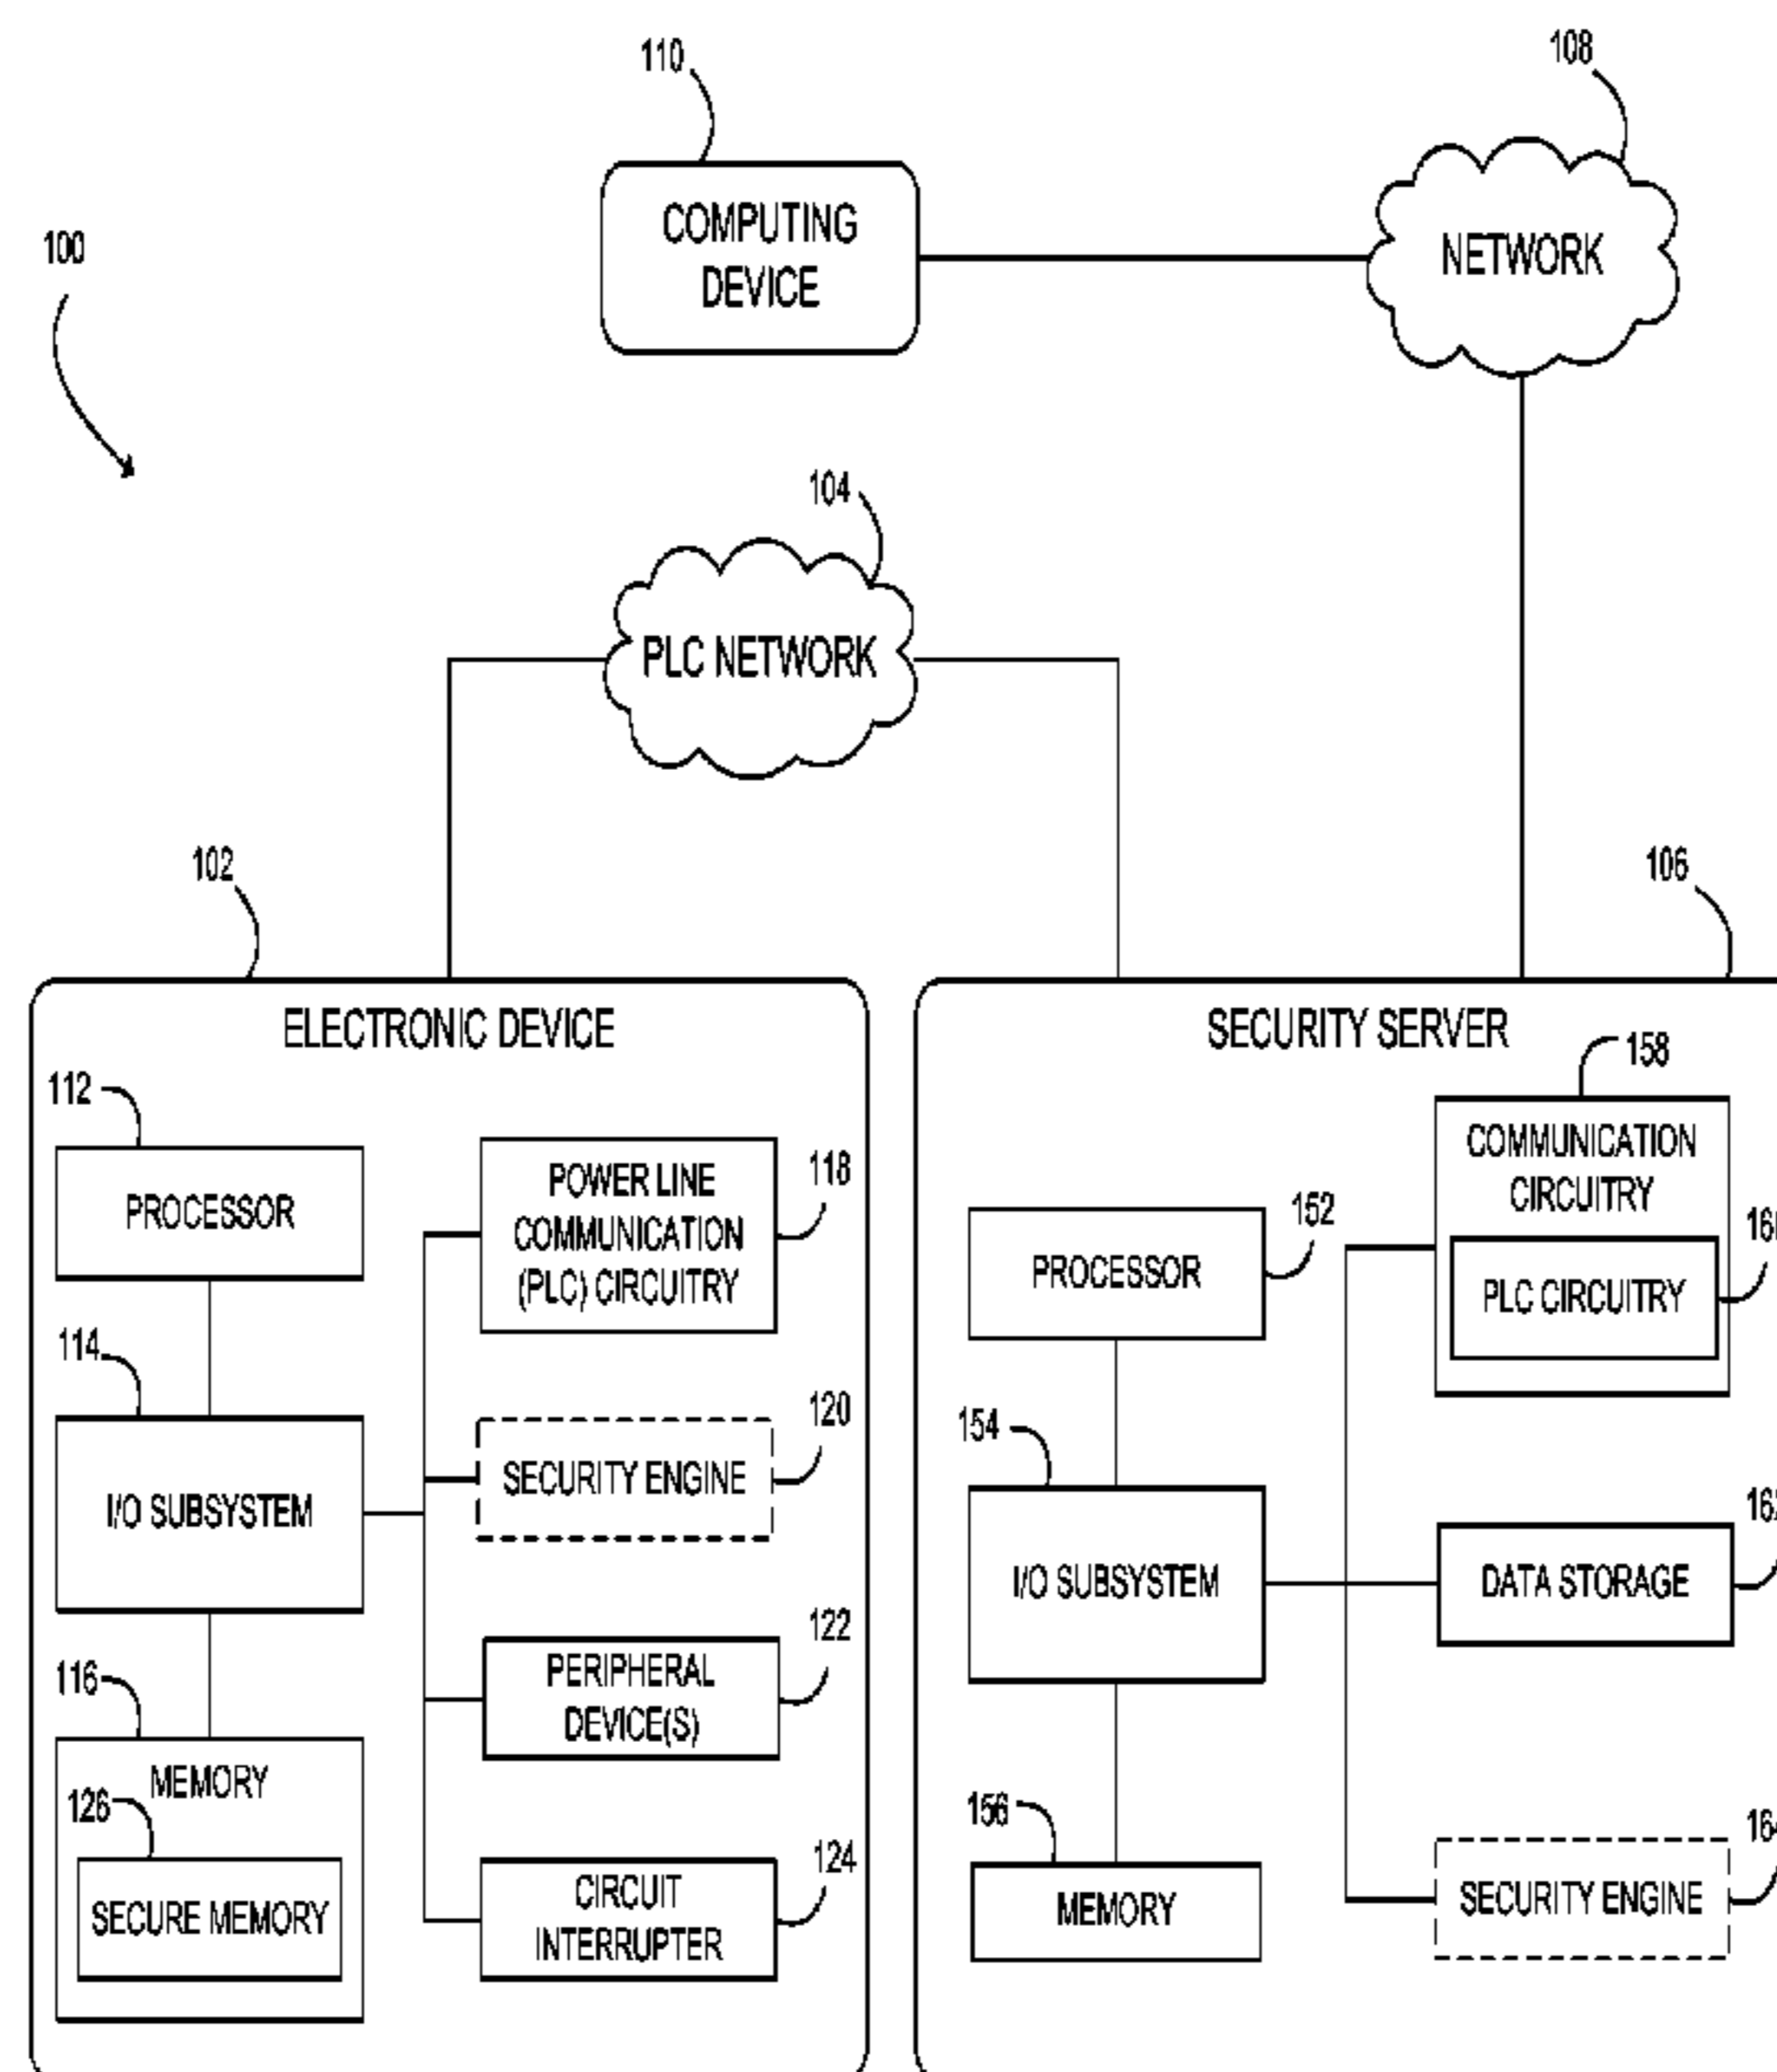 110
108
100
COMPUTING
DEVICE
NETWORK
104
PLC NETWORK
102
106
ELECTRONIC DEVICE
112
PROCESSOR
POWER LINE
COMMUNICATION
(PLC) CIRCUITRY
118
114
I/O SUBSYSTEM
120
SECURITY ENGINE
122
PERIPHERAL
DEVICE(S)
116
MEMORY
126
SECURE MEMORY
124
CIRCUIT
INTERRUPTER
SECURITY SERVER
158
COMMUNICATION
CIRCUITRY
PLC CIRCUITRY
152
PROCESSOR
154
I/O SUBSYSTEM
162
DATA STORAGE
156
MEMORY
164
SECURITY ENGINE